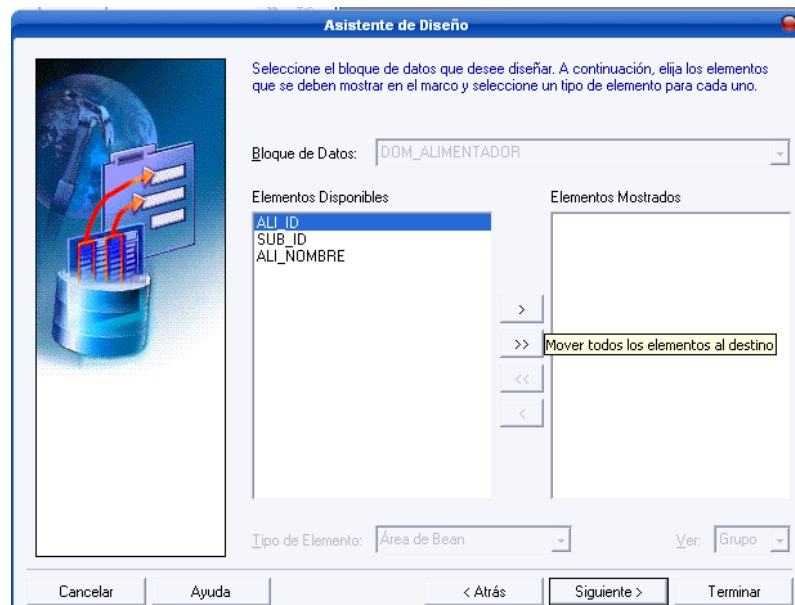 Asistente de Diseño
Seleccione el bloque de datos que desee diseñar. A continuación, elija los elementos
que se deben mostrar en el marco y seleccione un tipo de elemento para cada uno.
Bloque de Datos: DOM_ALIMENTADOR
Elementos Disponibles
Elementos Mostrados
ALI_ID
SUB_ID
ALI_NOMBRE
>
>>
Mover todos los elementos al destino
<<
<
Tipo de Elemento: Área de Bean
Ver: Grupo
Cancelar
Ayuda
< Atrás
Siguiente >
Terminar